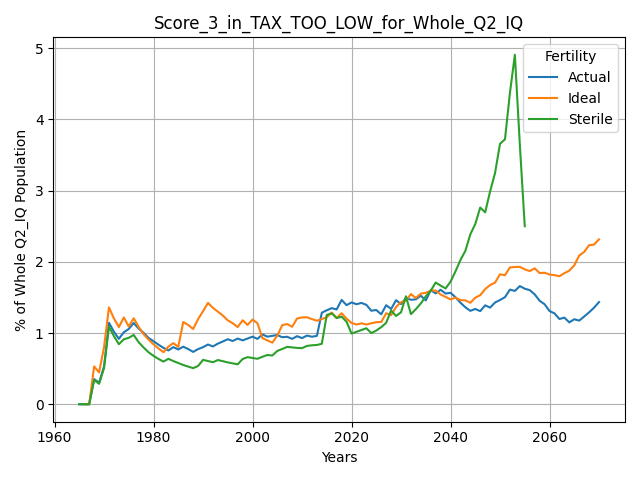 Score_3_in_TAX_TOO_LOW_for_Whole_Q2_IQ
% of Whole Q2_IQ Population
5
4
3
2
1
0
Fertility
Actual
Ideal
Sterile
1960
1980
2000
2020
2040
2060
Years